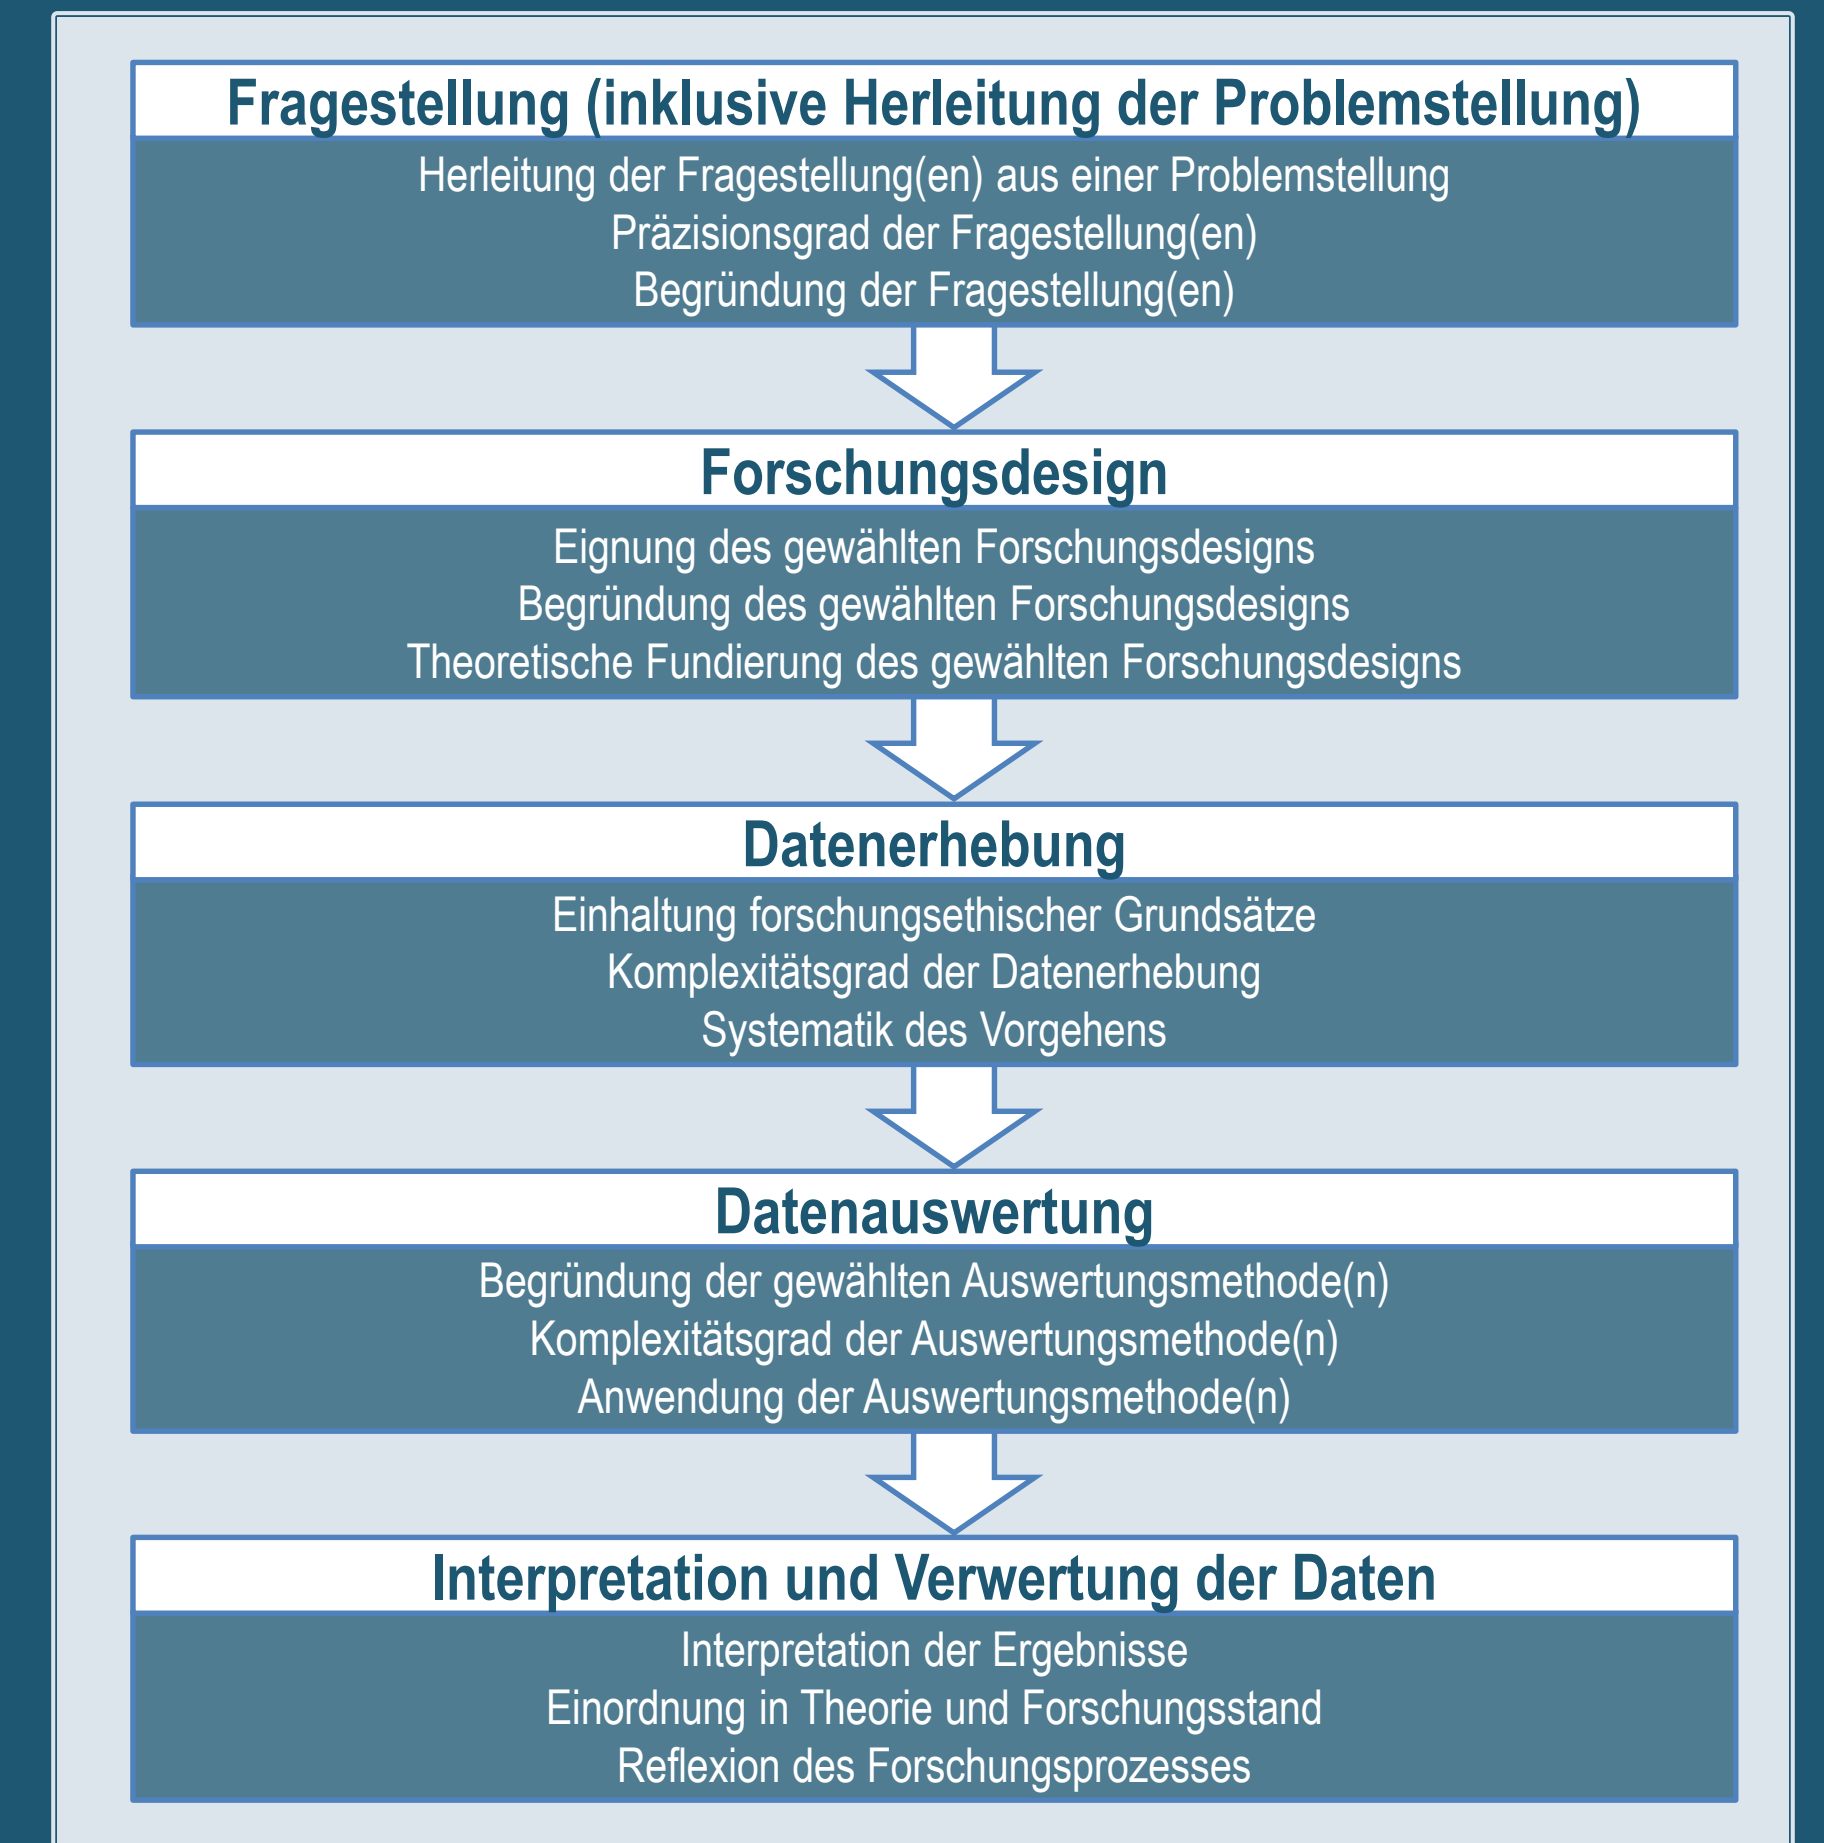 Fragestellung (inklusive Herleitung der Problemstellung)
Herleitung der Fragestellung(en) aus einer Problemstellung
Präzisionsgrad der Fragestellung(en)
Begründung der Fragestellung(en)
Forschungsdesign
Eignung des gewählten Forschungsdesigns
Begründung des gewählten Forschungsdesigns
Theoretische Fundierung des gewählten Forschungsdesigns
Datenerhebung
Einhaltung forschungsethischer Grundsätze
Komplexitätsgrad der Datenerhebung
Systematik des Vorgehens
Datenauswertung
Begründung der gewählten Auswertungsmethode(n)
Komplexitätsgrad der Auswertungsmethode(n)
Anwendung der Auswertungsmethode(n)
Interpretation und Verwertung der Daten
Interpretation der Ergebnisse
Einordnung in Theorie und Forschungsstand
Reflexion des Forschungsprozesses